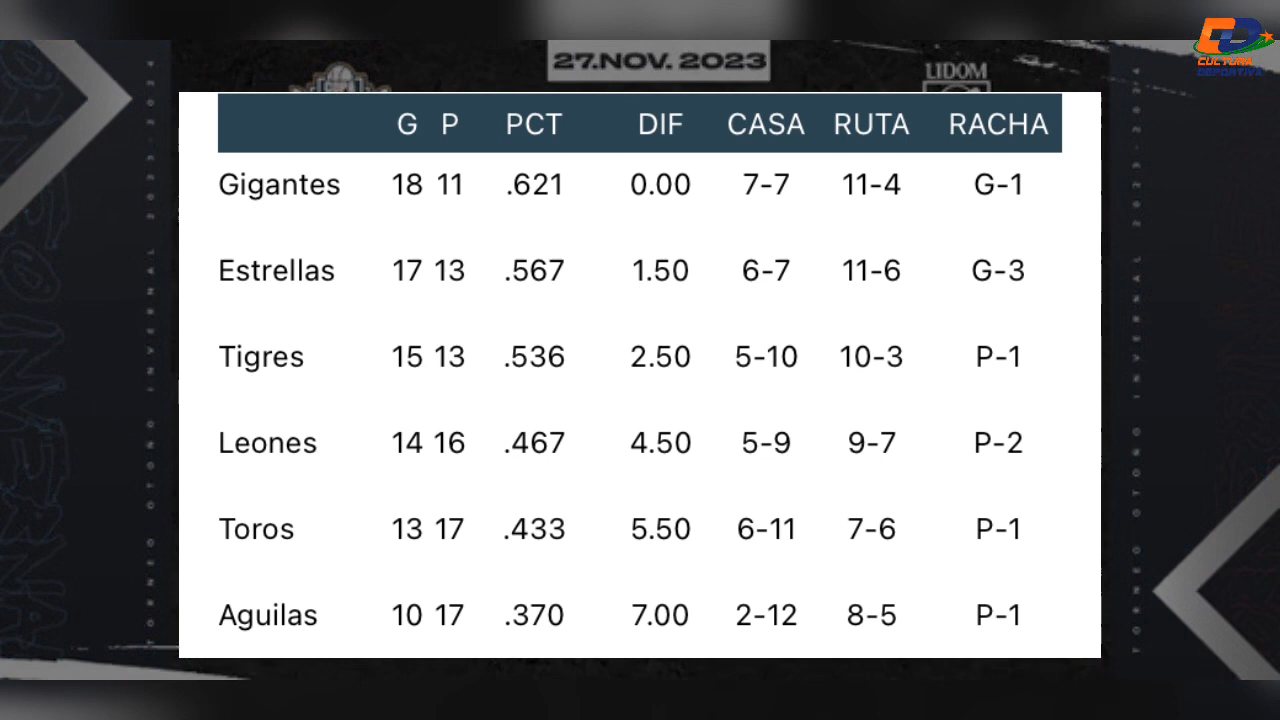 27.NOV. 2023
LIDOM
CULTURA
DEPORTIVA
G P PCT DIF CASA RUTA RACHA
Gigantes 18 11 .621 0.00 7-7 11-4 G-1
Estrellas 17 13 .567 1.50 6-7 11-6 G-3
Tigres 15 13 .536 2.50 5-10 10-3 P-1
Leones 14 16 .467 4.50 5-9 9-7 P-2
Toros 13 17 .433 5.50 6-11 7-6 P-1
Aguilas 10 17 .370 7.00 2-12 8-5 P-1